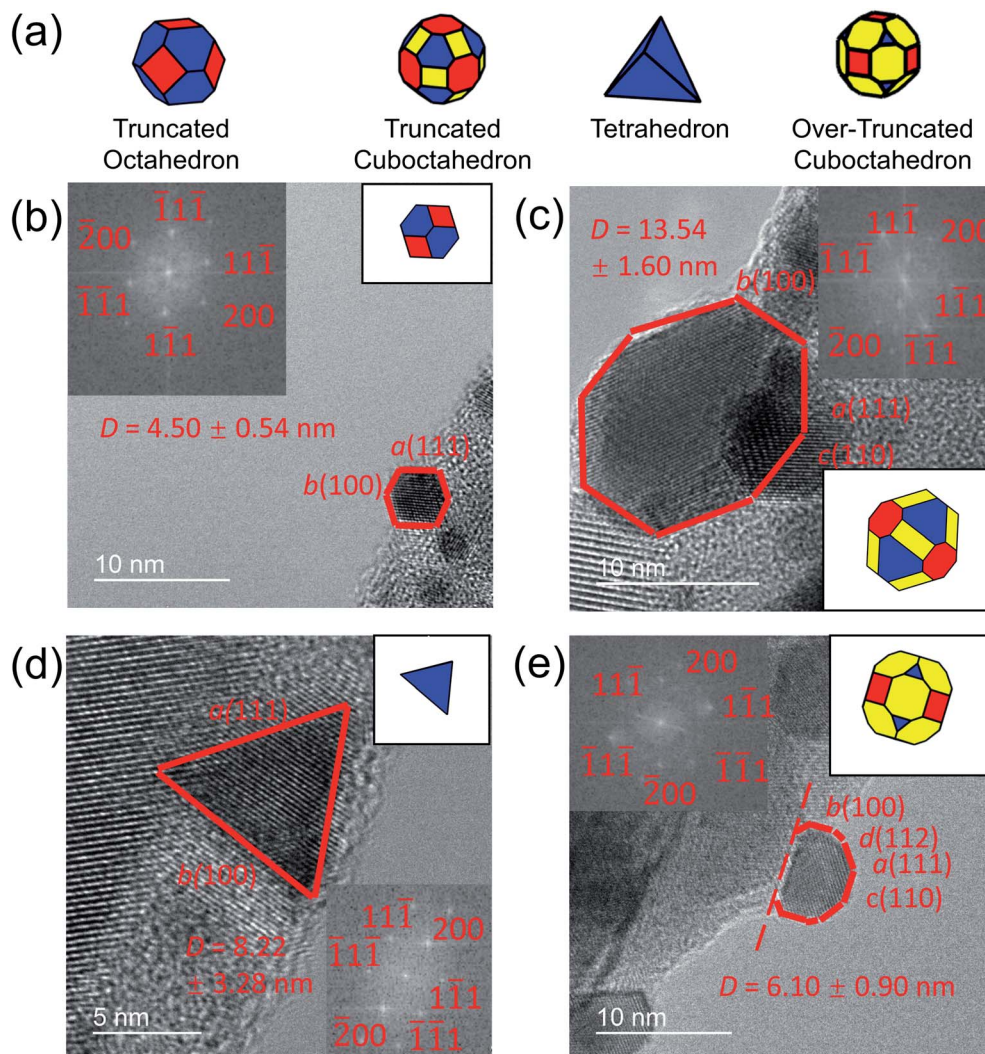 (a)
Truncated
Octahedron
Truncated
Cuboctahedron
Tetrahedron
Over-Truncated
Cuboctahedron
(b)
1̄11̄
2̄00
111̄
1̄1̄1
200
11̄1
D = 4.50 ± 0.54 nm
a(111)
b(100)
10 nm
(c)
D = 13.54
± 1.60 nm
b(100)
111̄
200
1̄11̄
11̄1
2̄00
1̄1̄1
a(111)
c(110)
10 nm
(d)
a(111)
b(100)
D = 8.22
± 3.28 nm
111̄
200
1̄11̄
11̄1
2̄00
1̄1̄1
5 nm
(e)
200
111̄
11̄1
1̄11̄
1̄1̄1
2̄00
b(100)
d(112)
a(111)
c(110)
D = 6.10 ± 0.90 nm
10 nm